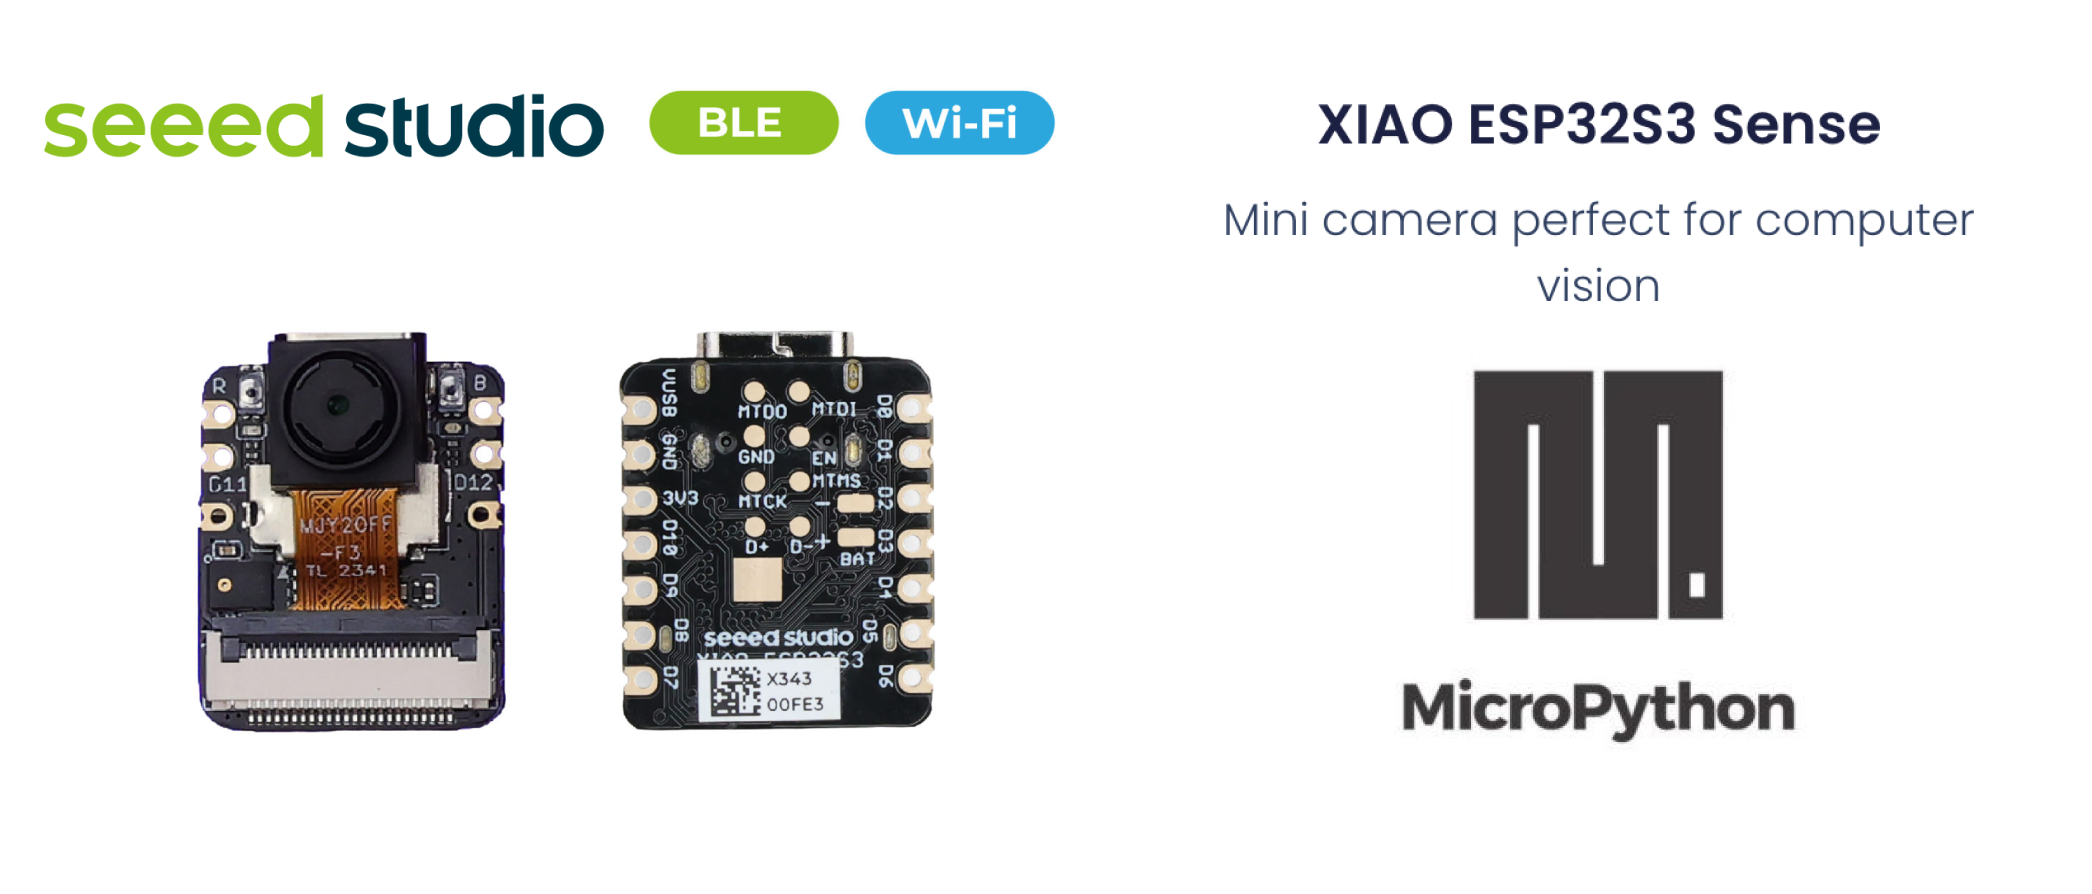 seeed studio
BLE
Wi-Fi
XIAO ESP32S3 Sense
Mini camera perfect for computer
vision
R
B
D12
MJY20FF
-F3
TL 2341
VUSB
GND
3V3
D10
D9
D8
D7
MTDO
MTDI
GND
EN
MTCK
MTMS
-
D+
D-
+
BAT
D0
D1
D2
D3
D4
D5
D6
seeed studio
X343
00FE3
MicroPython